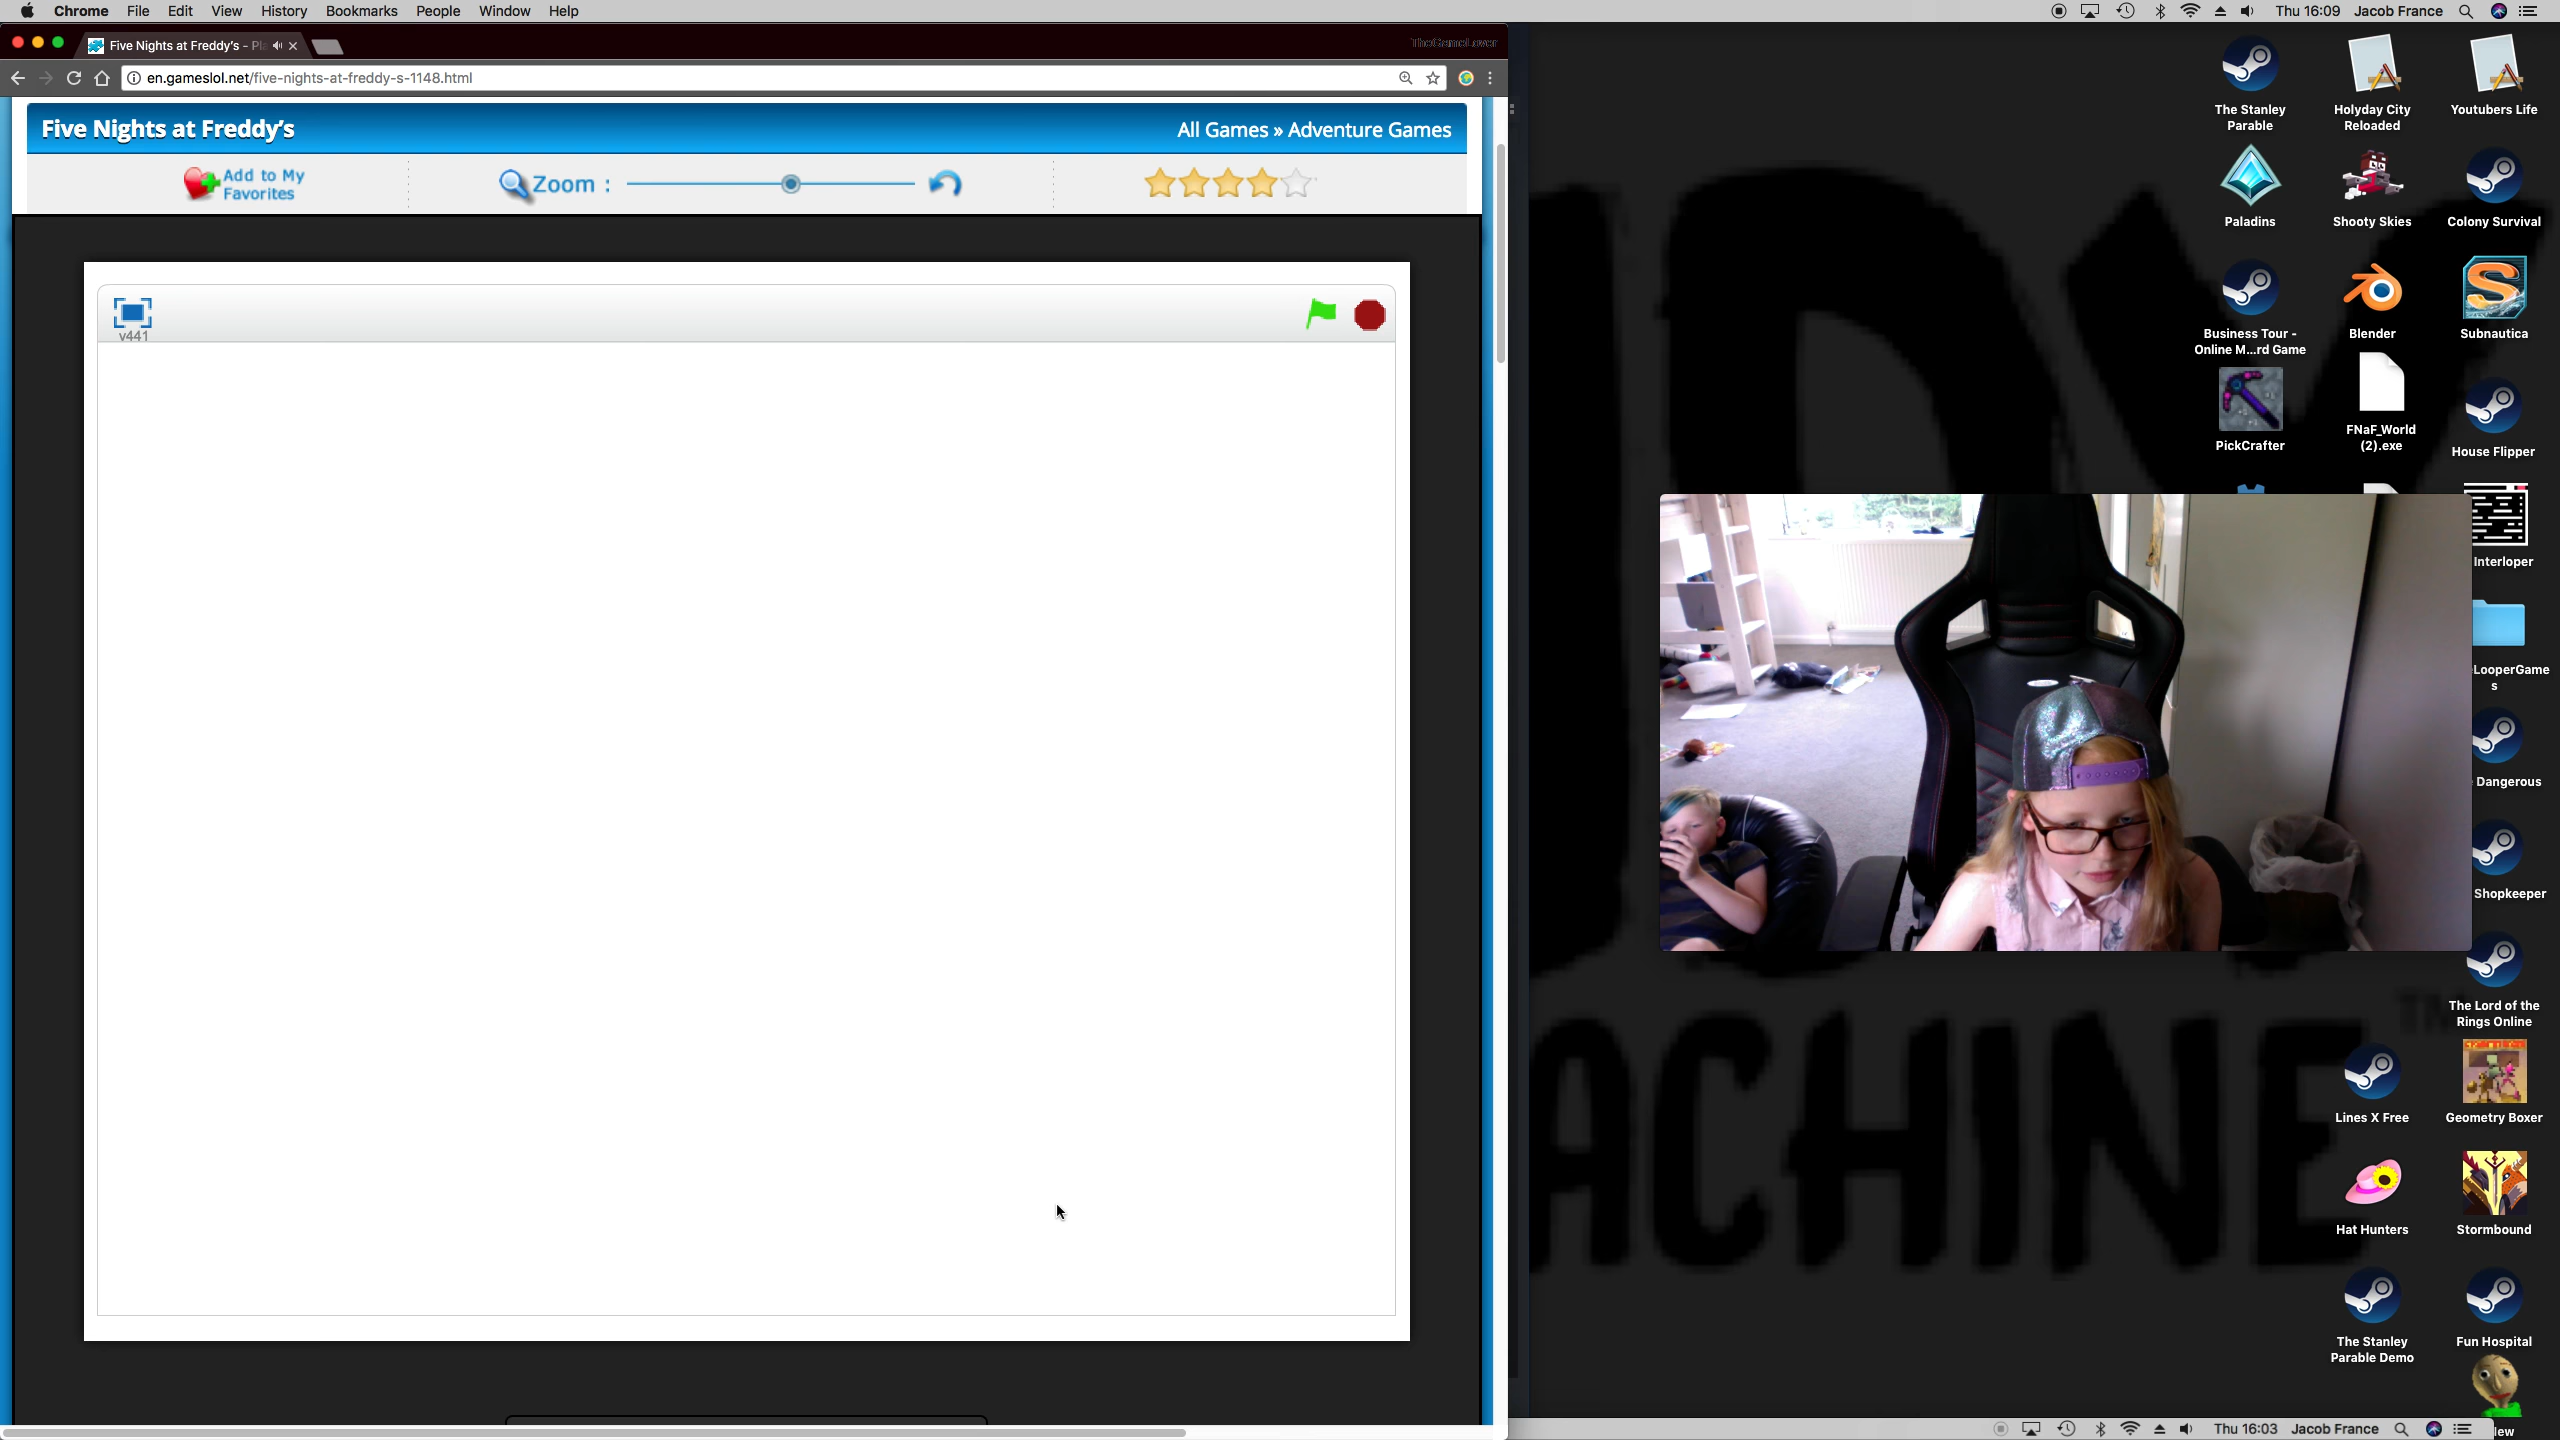 Chrome File Edit View History Bookmarks People Window Help
Thu 16:09 Jacob France
Five Nights at Freddy's - Pla
TheGameLover
en.gameslol.net/five-nights-at-freddy-s-1148.html
Five Nights at Freddy's
All Games » Adventure Games
Add to My
Favorites
Zoom :
v441
The Stanley
Parable
Holyday City
Reloaded
Youtubers Life
Paladins
Shooty Skies
Colony Survival
Business Tour -
Online M...rd Game
Blender
Subnautica
PickCrafter
FNaF_World
(2).exe
House Flipper
Interloper
LooperGame
s
Dangerous
Shopkeeper
The Lord of the
Rings Online
Lines X Free
Geometry Boxer
Hat Hunters
Stormbound
The Stanley
Parable Demo
Fun Hospital
ACHINE
TM
Thu 16:03 Jacob France